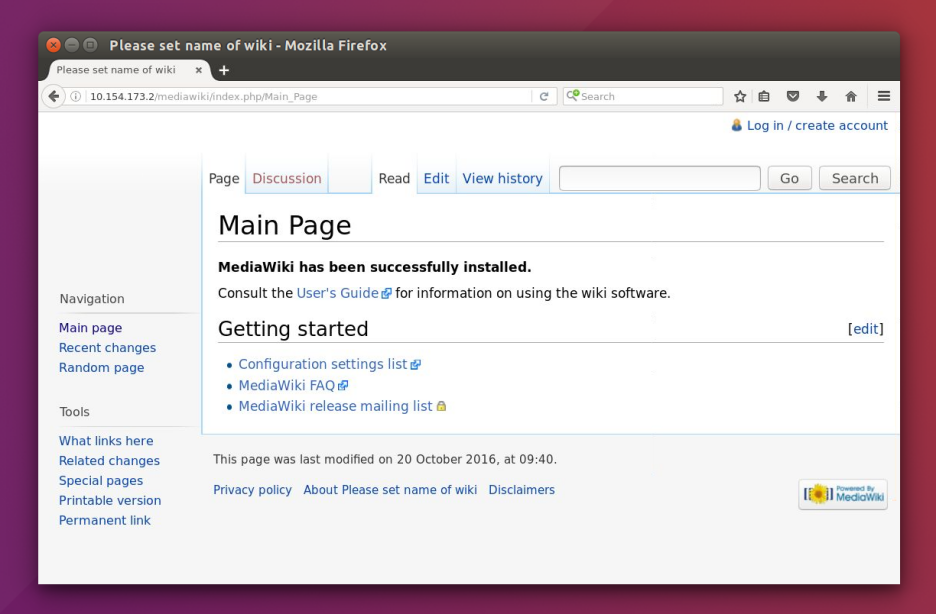 Please set name of wiki - Mozilla Firefox
Please set name of wiki
10.154.173.2/mediawiki/index.php/Main_Page
Search
Log in / create account
Page Discussion Read Edit View history Go Search
Main Page
MediaWiki has been successfully installed.
Consult the User's Guide for information on using the wiki software.
Getting started [edit]
Configuration settings list
MediaWiki FAQ
MediaWiki release mailing list
Navigation
Main page
Recent changes
Random page
Tools
What links here
Related changes
Special pages
Printable version
Permanent link
This page was last modified on 20 October 2016, at 09:40.
Privacy policy About Please set name of wiki Disclaimers
Powered By
MediaWiki